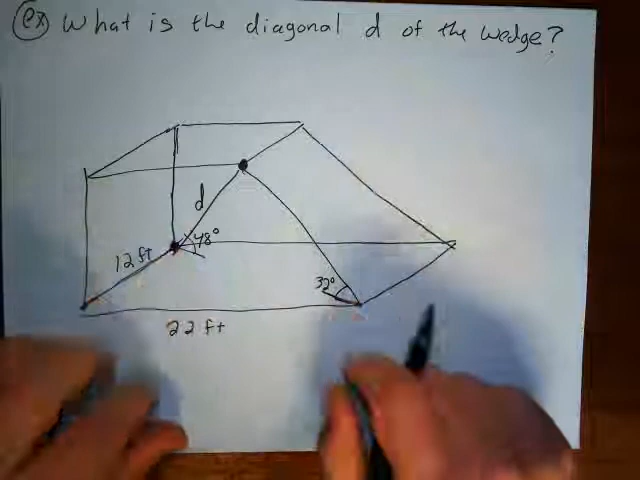 ex What is the diagonal d of the wedge?
d
48°
12 ft
32°
22 ft